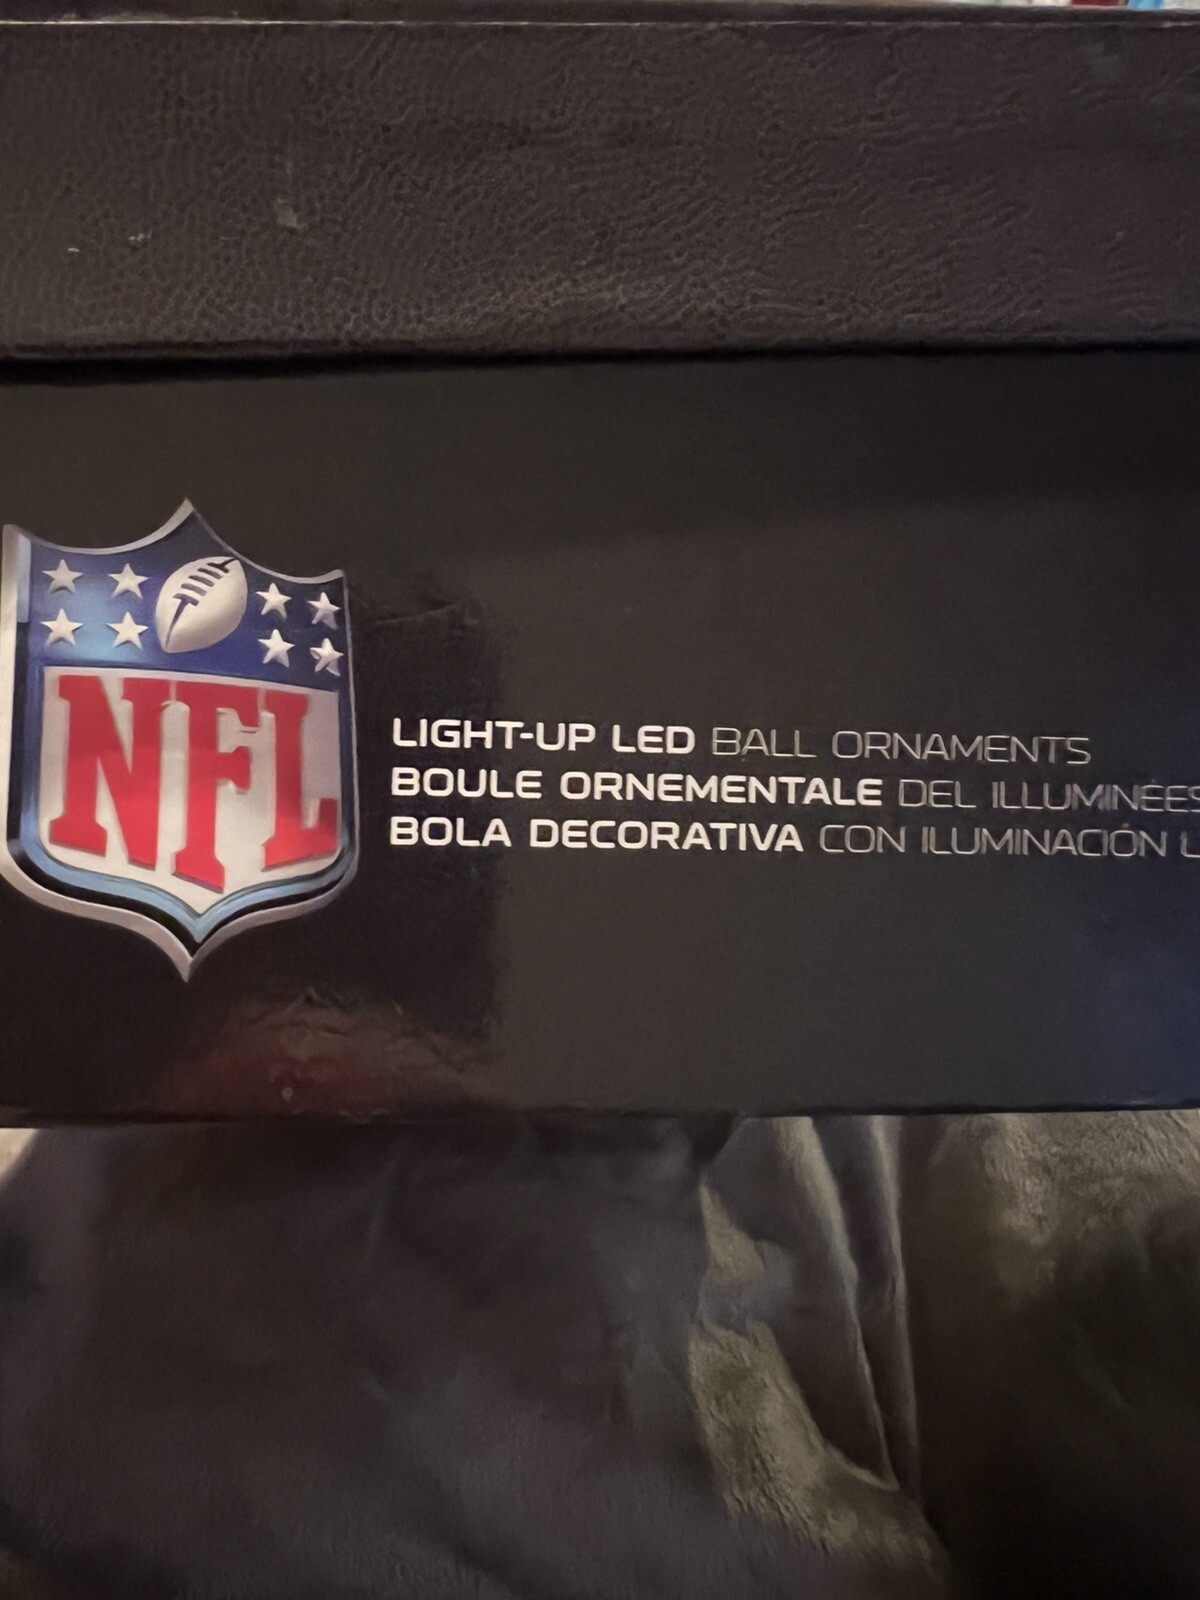 NFL
LIGHT-UP LED BALL ORNAMENTS
BOULE ORNEMENTALE DEL ILLUMINÉES
BOLA DECORATIVA CON ILUMINACIÓN L